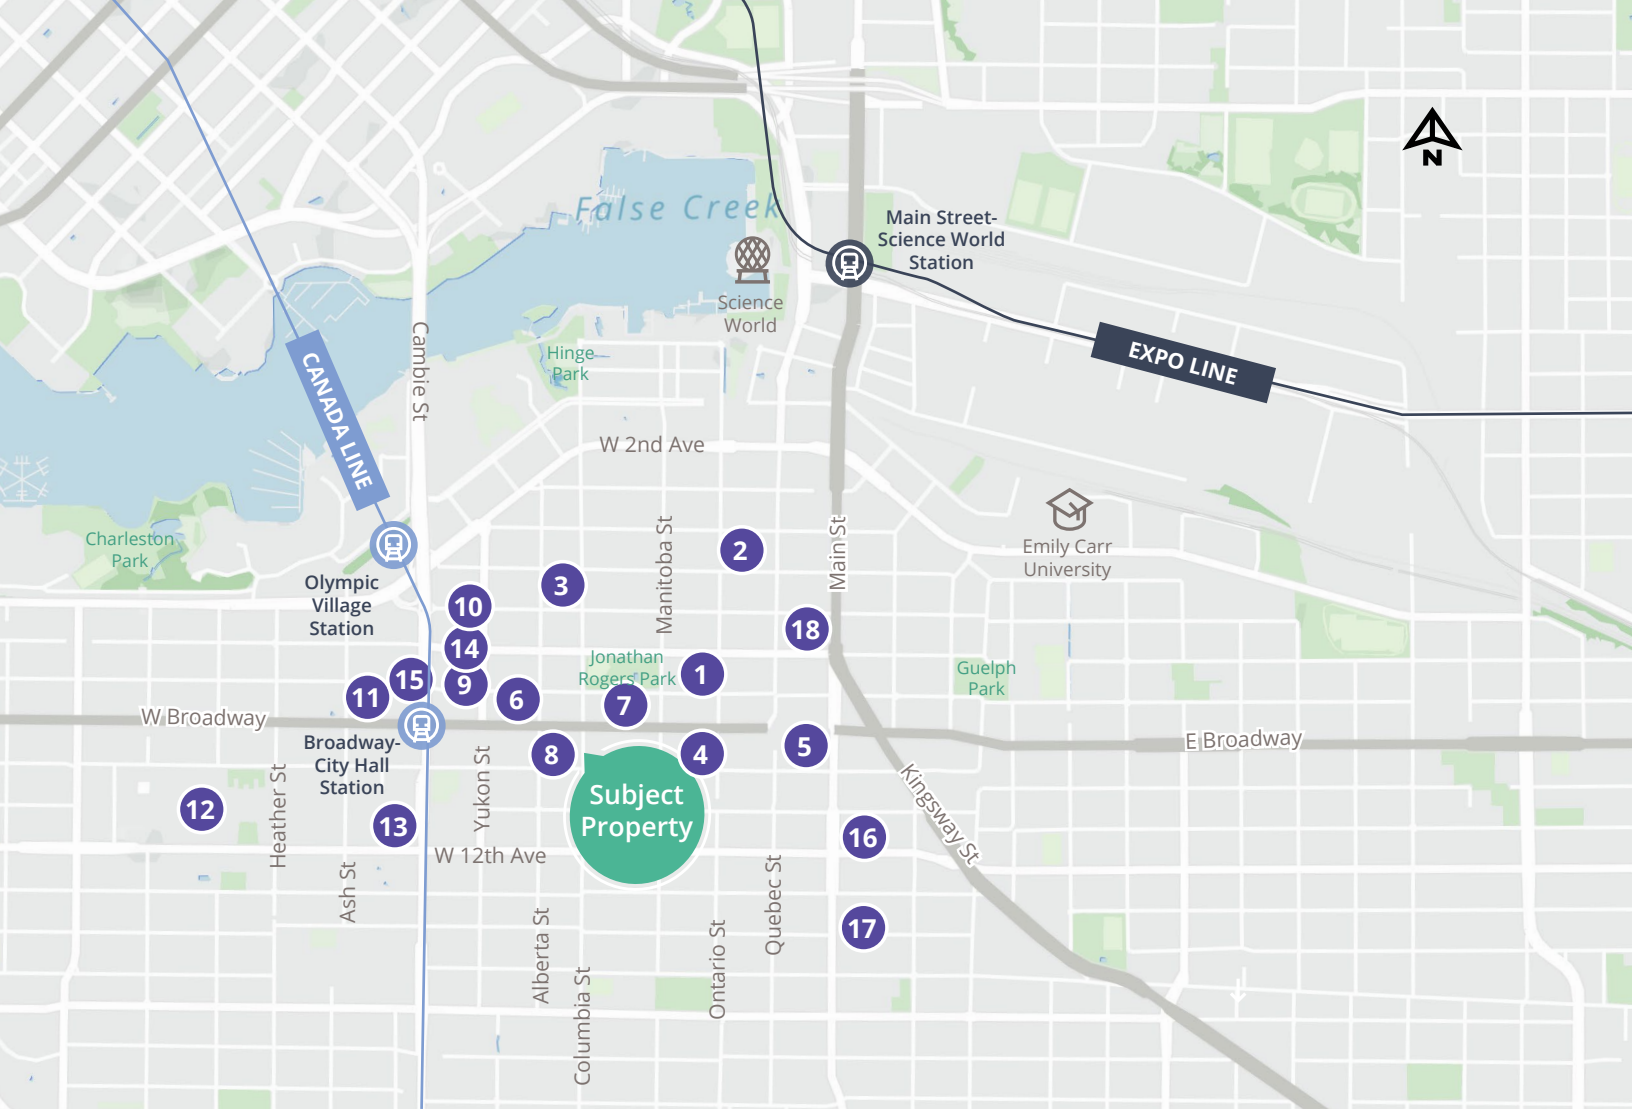 N
False Creek
Main Street-
Science World
Station
Science
World
EXPO LINE
CANADA LINE
Cambie St
Hinge
Park
W 2nd Ave
Charleston
Park
Olympic
Village
Station
Manitoba St
Main St
Emily Carr
University
2
3
10
18
14
Jonathan
Rogers Park
1
Guelph
Park
15
9
11
6
7
W Broadway
E Broadway
Broadway-
City Hall
Station
8
4
5
Yukon St
Heather St
Subject
Property
Kingsway St
12
13
16
W 12th Ave
Ash St
Quebec St
17
Alberta St
Ontario St
Columbia St